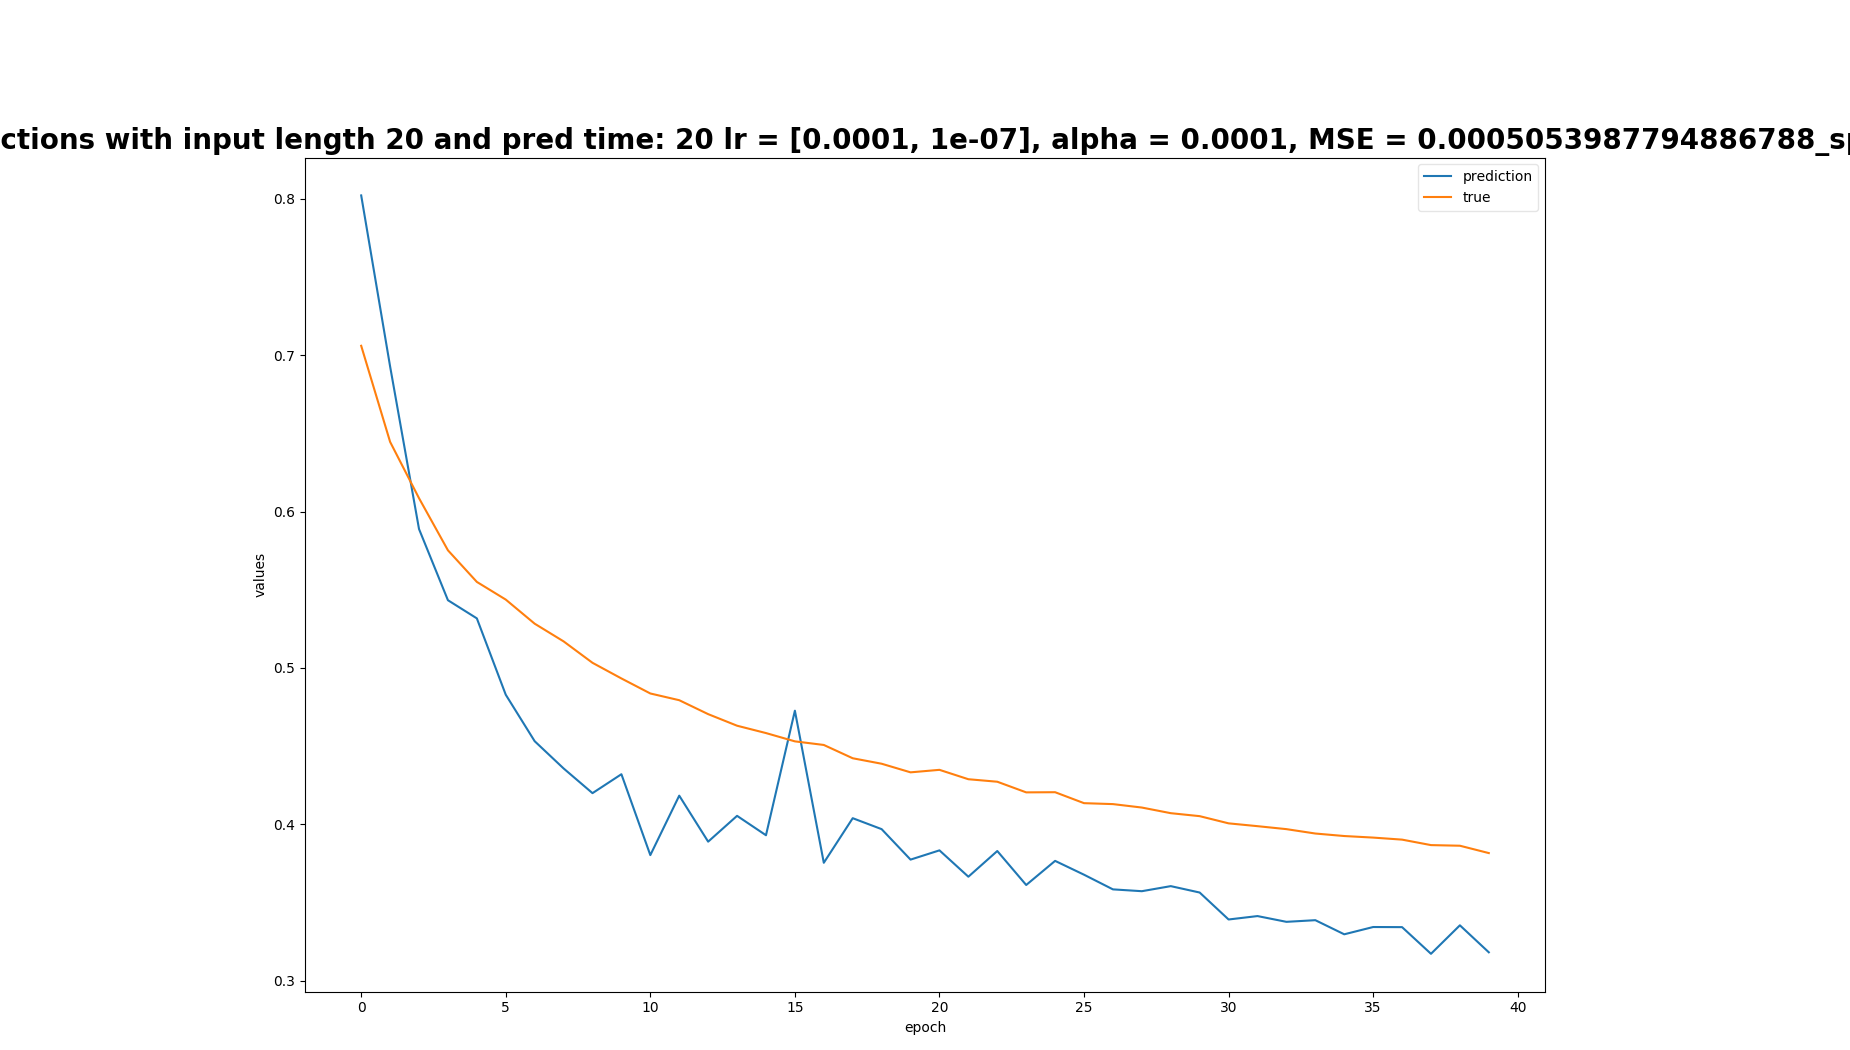 ctions with input length 20 and pred time: 20 lr = [0.0001, 1e-07], alpha = 0.0001, MSE = 0.0005053987794886788_sp
prediction
true
0.8
0.7
0.6
0.5
0.4
0.3
values
0 5 10 15 20 25 30 35 40
epoch